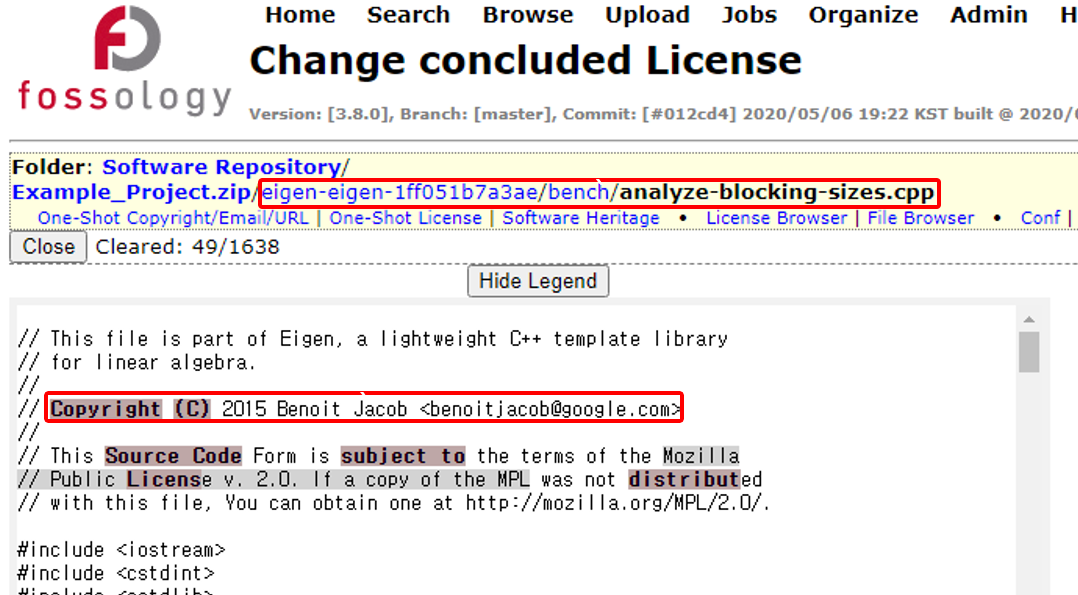 Home Search Browse Upload Jobs Organize Admin H
fossology
Change concluded License
Version: [3.8.0], Branch: [master], Commit: [#012cd4] 2020/05/06 19:22 KST built @ 2020/0
Folder: Software Repository/
Example_Project.zip/eigen-eigen-1ff051b7a3ae/bench/analyze-blocking-sizes.cpp
One-Shot Copyright/Email/URL | One-Shot License | Software Heritage • License Browser | File Browser • Conf |
Close Cleared: 49/1638
Hide Legend
// This file is part of Eigen, a lightweight C++ template library
// for linear algebra.
//
// Copyright (C) 2015 Benoit Jacob <benoitjacob@google.com>
//
// This Source Code Form is subject to the terms of the Mozilla
// Public License v. 2.0. If a copy of the MPL was not distributed
// with this file, You can obtain one at http://mozilla.org/MPL/2.0/.
#include <iostream>
#include <cstdint>
#include <cstdlib>